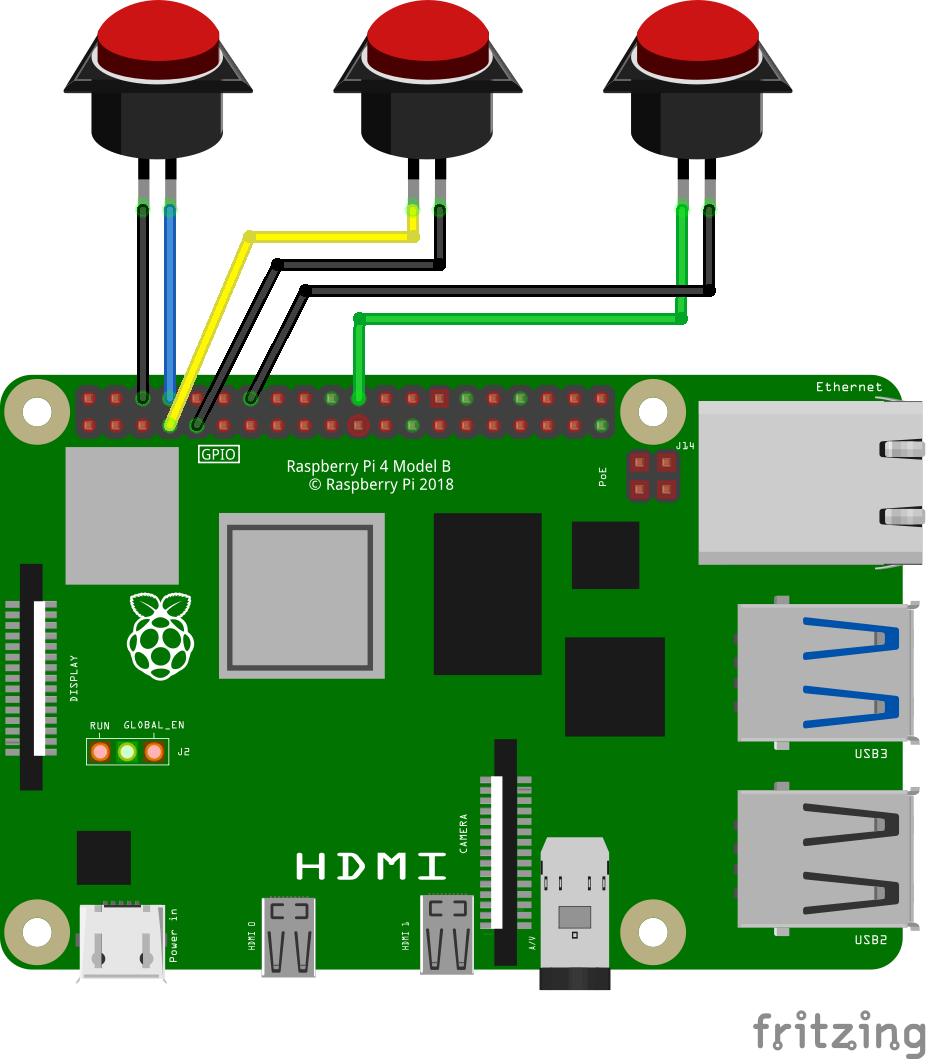 Ethernet
J14
GPIO
PoE
Raspberry Pi 4 Model B
© Raspberry Pi 2018
DISPLAY
RUN
GLOBAL_EN
J2
USB3
CAMERA
HDMI
Power in
HDMI 0
HDMI 1
A/V
USB2
fritzing